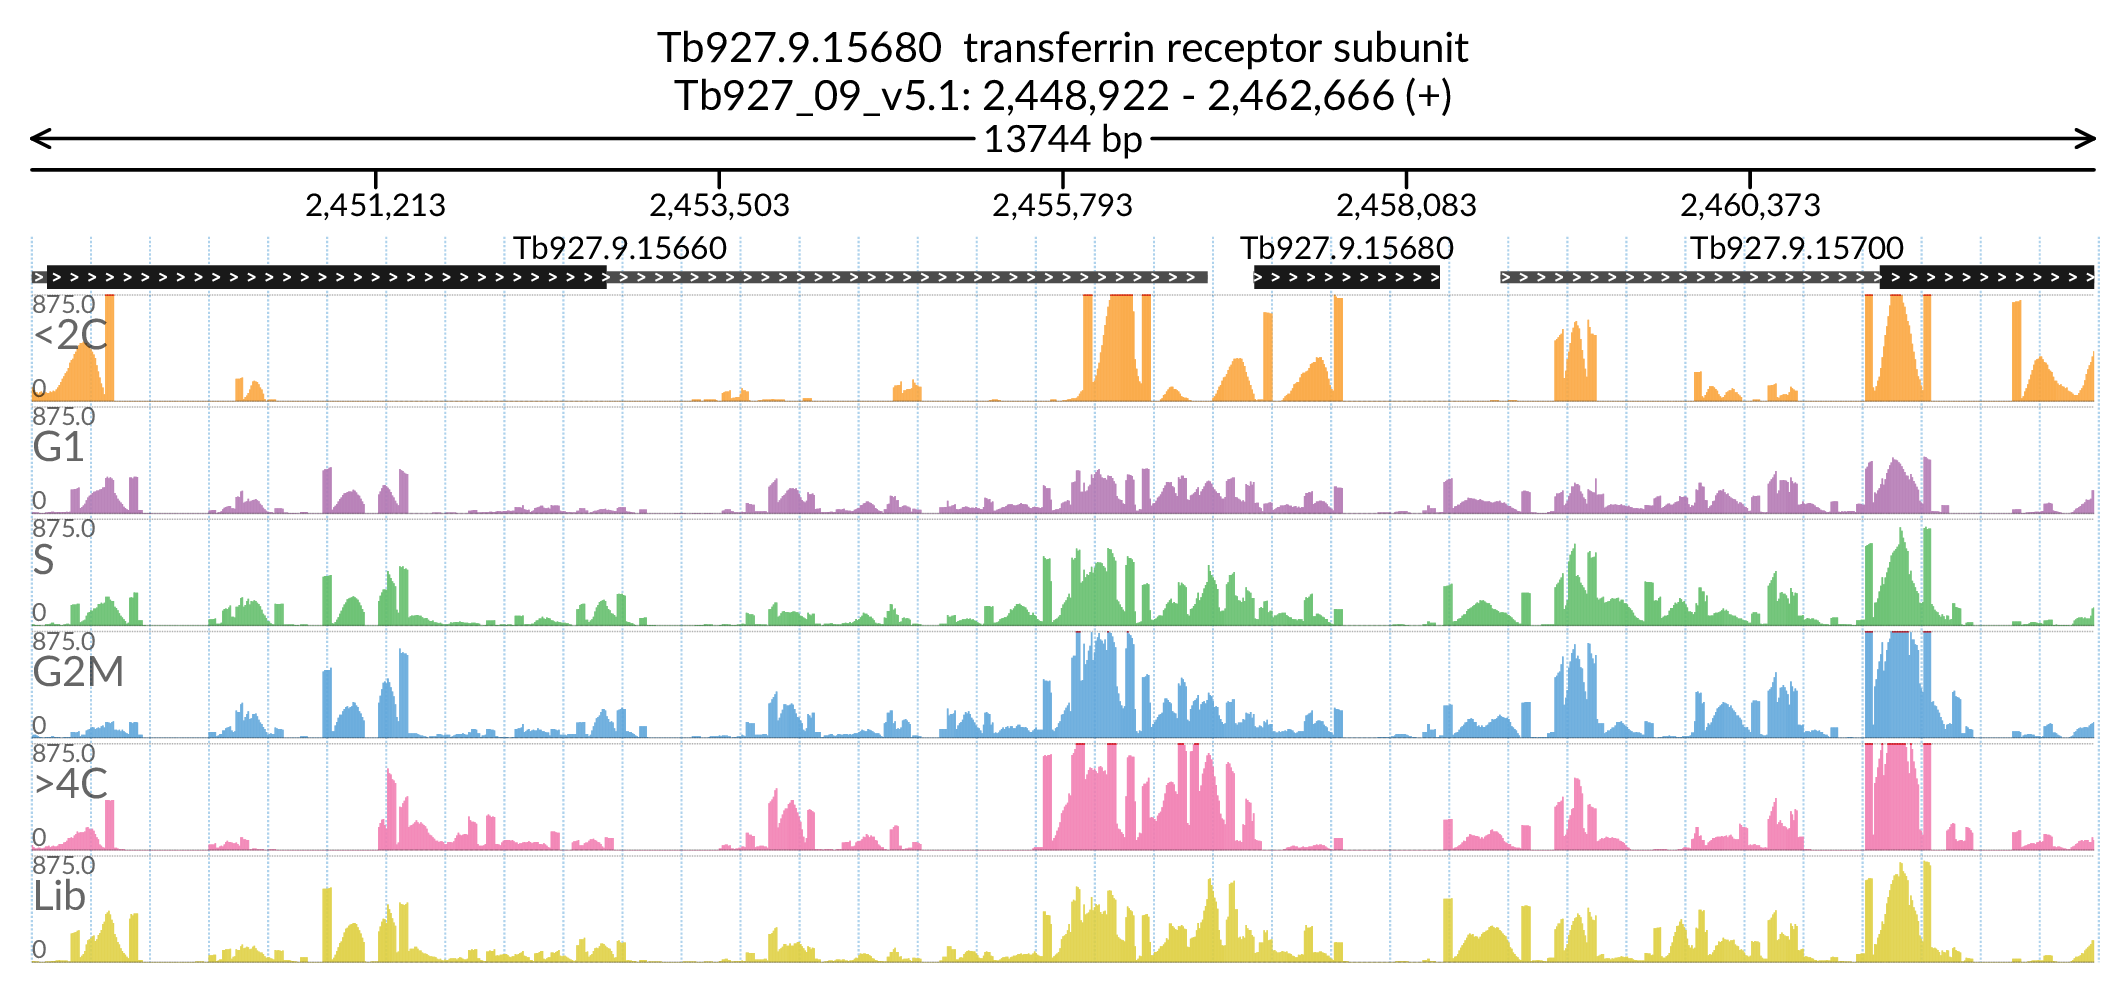 Tb927.9.15680 transferrin receptor subunit
Tb927_09_v5.1: 2,448,922 - 2,462,666 (+)
13744 bp
2,451,213 2,453,503 2,455,793 2,458,083 2,460,373
Tb927.9.15660 Tb927.9.15680 Tb927.9.15700
875.0
<2C
0
875.0
G1
0
875.0
S
0
875.0
G2M
0
875.0
>4C
0
875.0
Lib
0